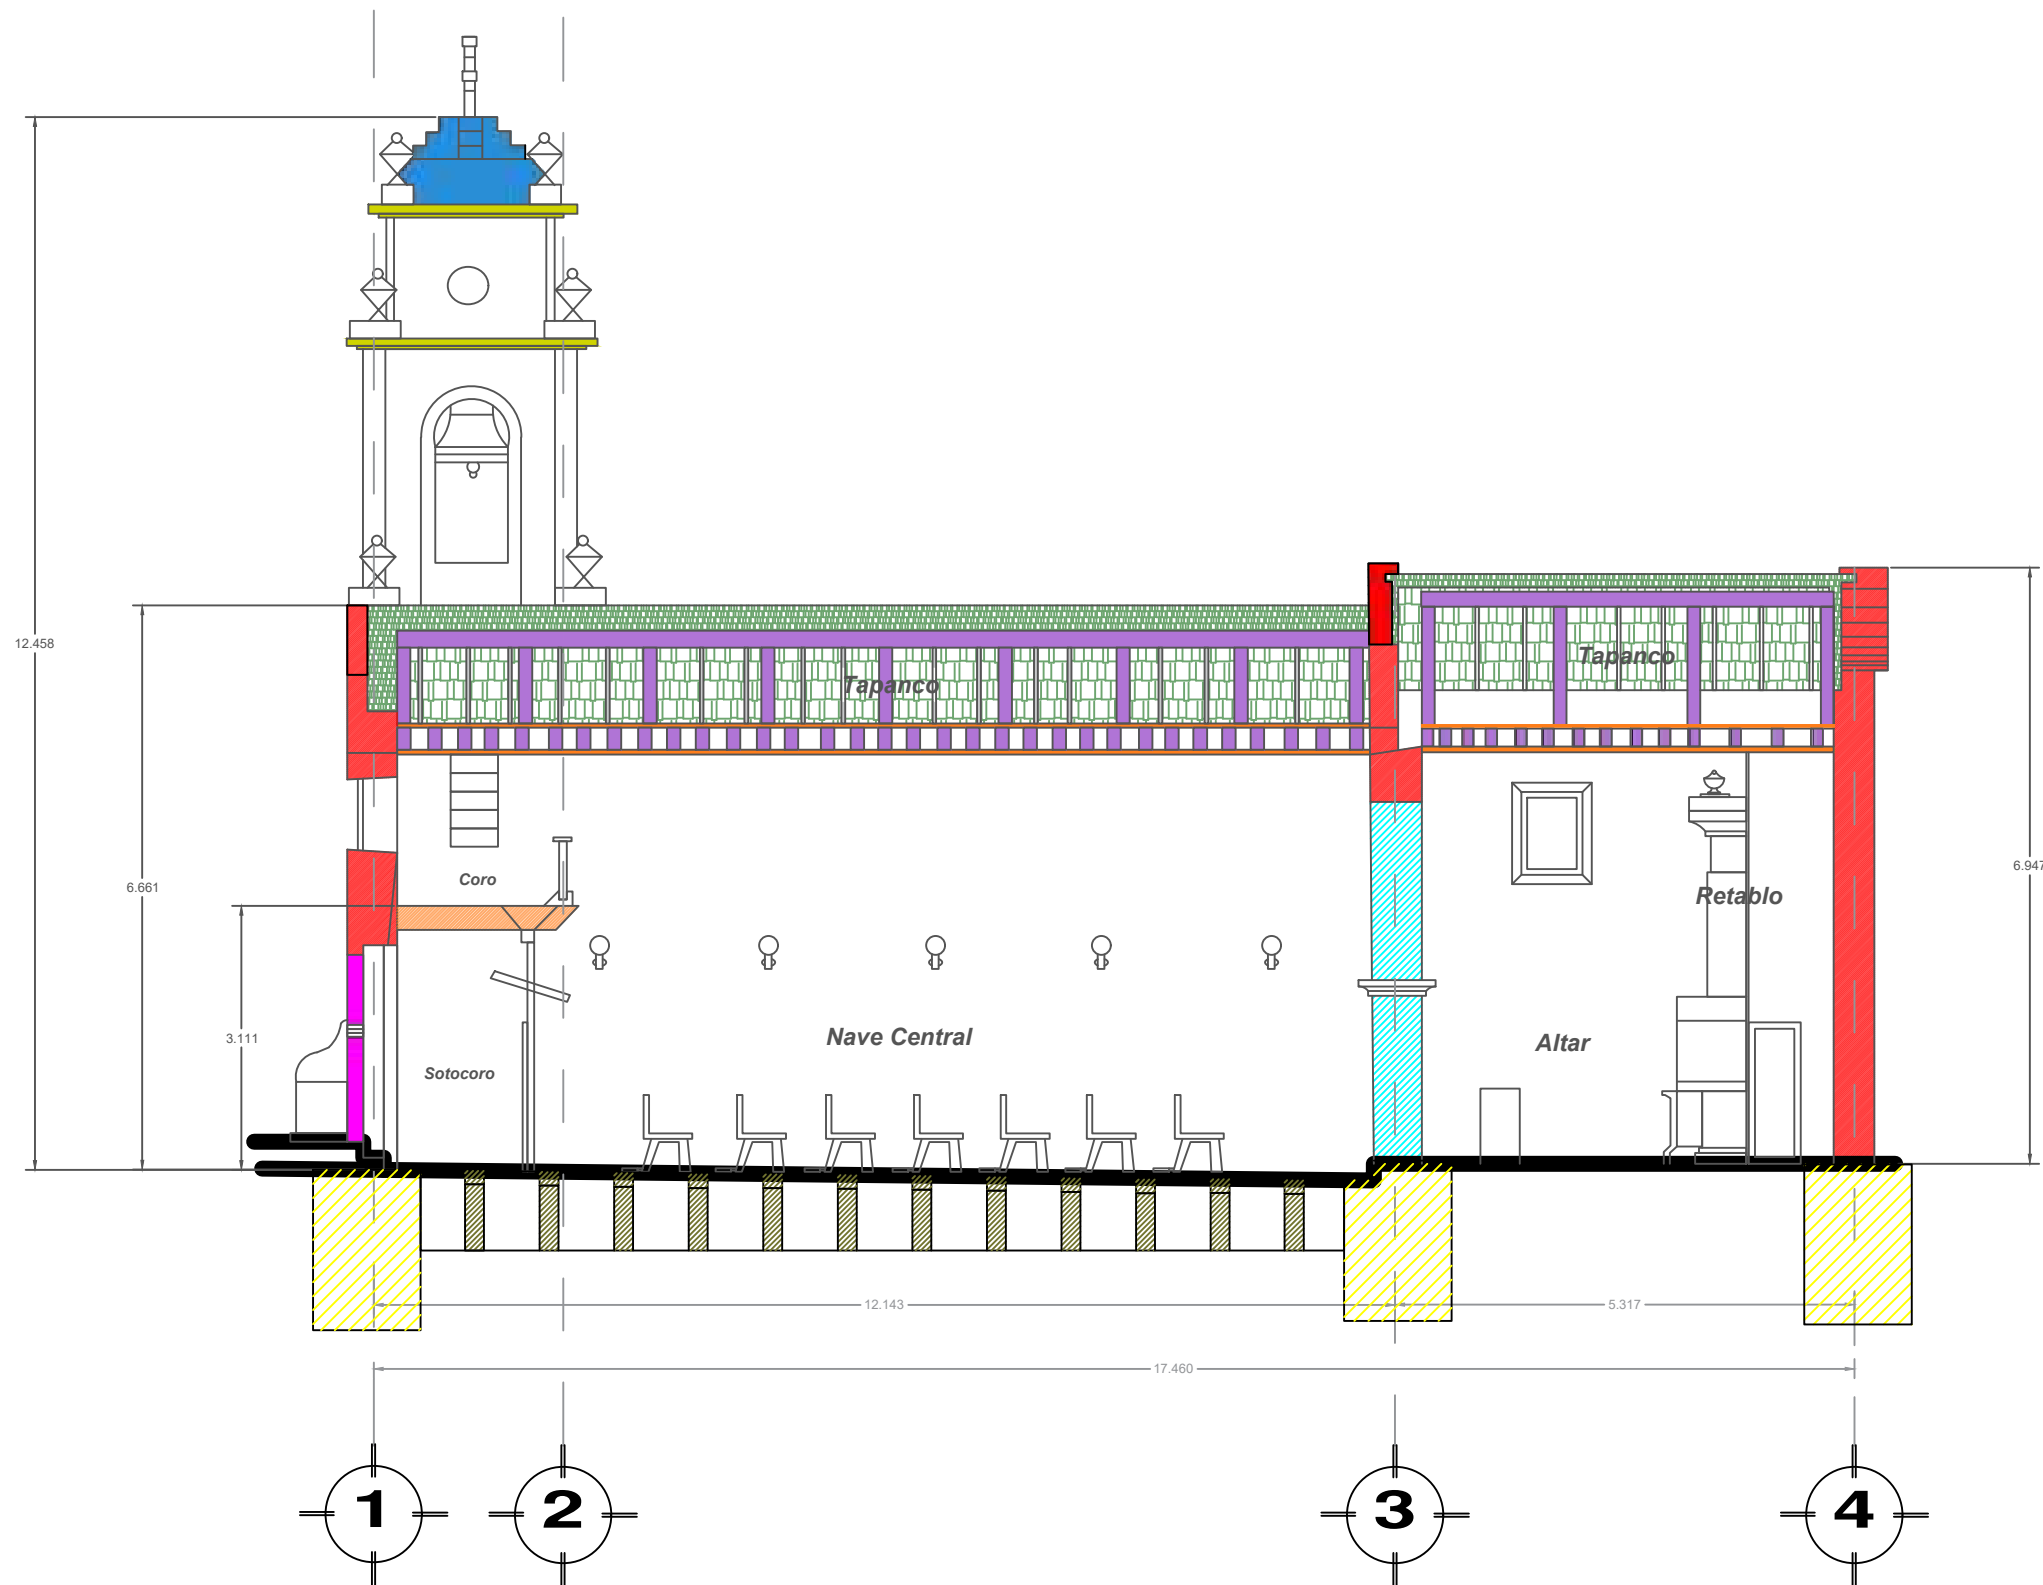 12.458
Tapanco
Tapanco
6.947
6.661
Coro
Retablo
3.111
Nave Central
Altar
Sotocoro
12.143
5.317
17.460
1
2
3
4